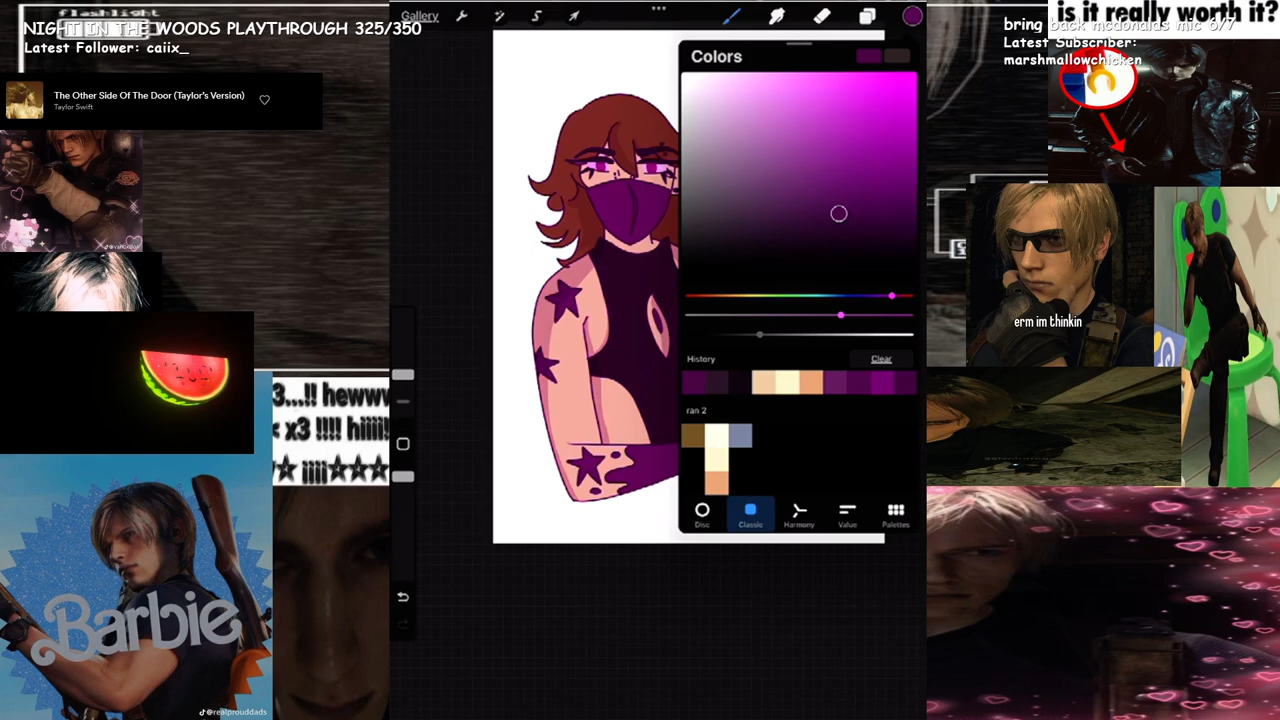 flashlight
NIGHT IN THE WOODS PLAYTHROUGH 325/350
Latest Follower: caiix_
The Other Side Of The Door (Taylor's Version)
Taylor Swift
3...!! hewww
x3 !!!! hiiii!
iiii
Barbie
@realprouddads
Gallery
Colors
History
Clear
ran 2
Disc
Classic
Harmony
Value
Palettes
is it really worth it?
bring back mcdonalds mic 6/7
Latest Subscriber:
marshmallowchicken
erm im thinkin